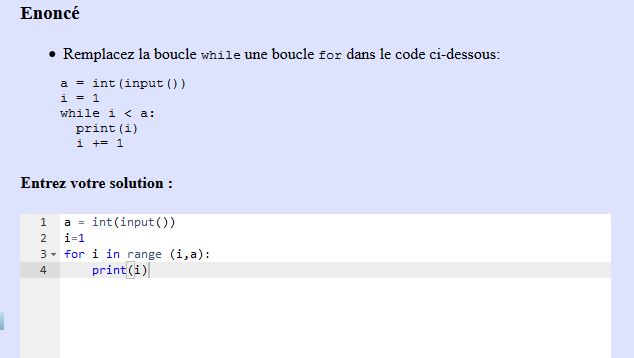 Enoncé
• Remplacez la boucle while une boucle for dans le code ci-dessous:
a = int(input())
i = 1
while i < a:
  print(i)
  i += 1
Entrez votre solution :
1 a = int(input())
2 i=1
3 for i in range (i,a):
4     print(i)